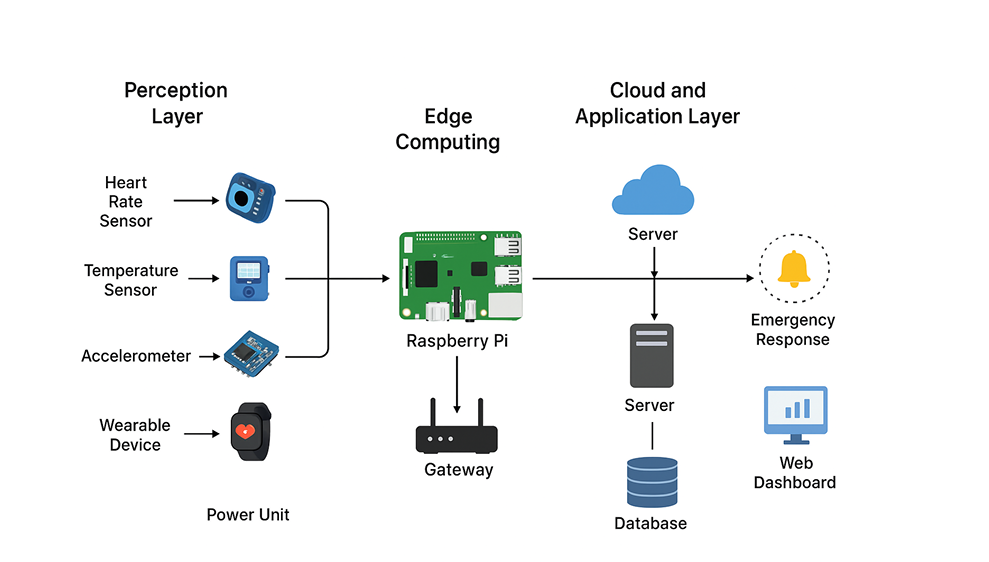 Perception
Layer
Edge
Computing
Cloud and
Application Layer
Heart
Rate
Sensor
Temperature
Sensor
Accelerometer
Wearable
Device
Power Unit
Raspberry Pi
Gateway
Server
Server
Database
Emergency
Response
Web
Dashboard